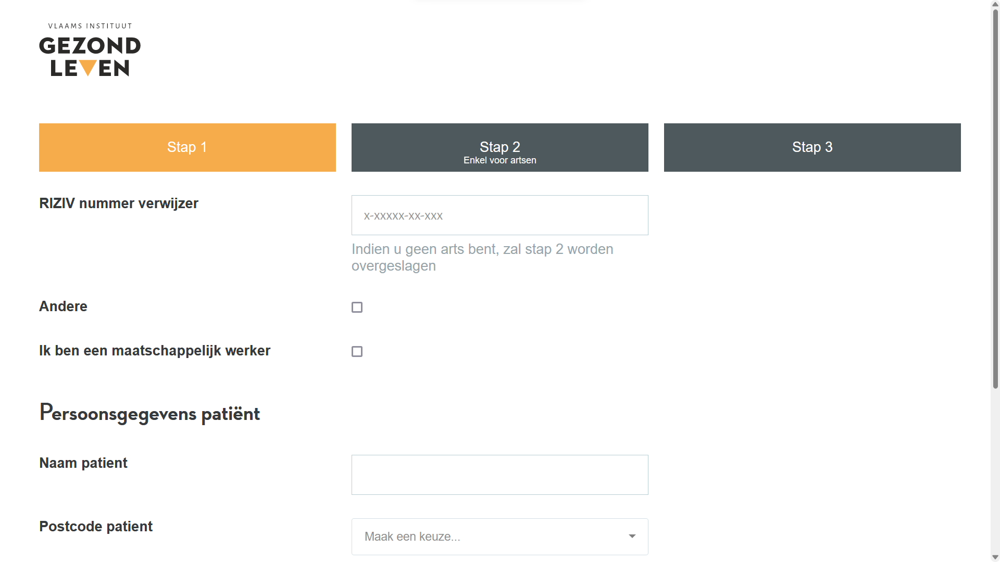 VLAAMS INSTITUUT
GEZOND
LEVEN
Stap 1
Stap 2
Enkel voor artsen
Stap 3
RIZIV nummer verwijzer
x-xxxxx-xx-xxx
Indien u geen arts bent, zal stap 2 worden
overgeslagen
Andere
Ik ben een maatschappelijk werker
Persoonsgegevens patiënt
Naam patient
Postcode patient
Maak een keuze...